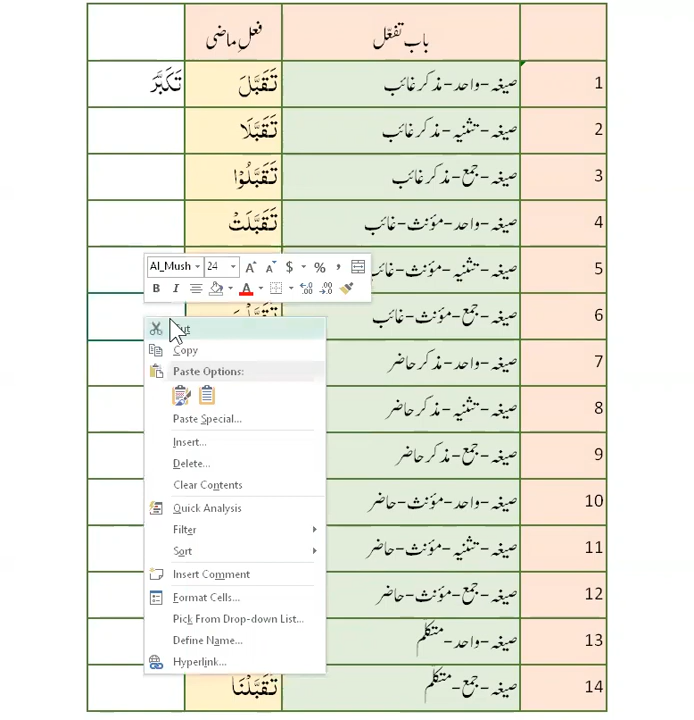 باب تفعّل فعل ماضی
1 صیغہ-واحد-مذکر غائب تَقَبَّلَ تَكَبَّرَ
2 صیغہ-تثنیہ-مذکر غائب تَقَبَّلَا
3 صیغہ-جمع-مذکر غائب تَقَبَّلُوْا
4 صیغہ-واحد-مؤنث-غائب تَقَبَّلَتْ
5 صیغہ-تثنیہ-مؤنث-غائب
6 صیغہ-جمع-مؤنث-غائب
7 صیغہ-واحد-مذکر حاضر
8 صیغہ-تثنیہ-مذکر حاضر
9 صیغہ-جمع-مذکر حاضر
10 صیغہ-واحد-مؤنث-حاضر
11 صیغہ-تثنیہ-مؤنث-حاضر
12 صیغہ-جمع-مؤنث-حاضر
13 صیغہ-واحد-متکلم
14 صیغہ-جمع-متکلم تَقَبَّلْنَا
Al_Mush 24 A A $ % ,
B I A .00 .00
Cut
Copy
Paste Options:
Paste Special...
Insert...
Delete...
Clear Contents
Quick Analysis
Filter
Sort
Insert Comment
Format Cells...
Pick From Drop-down List...
Define Name...
Hyperlink...